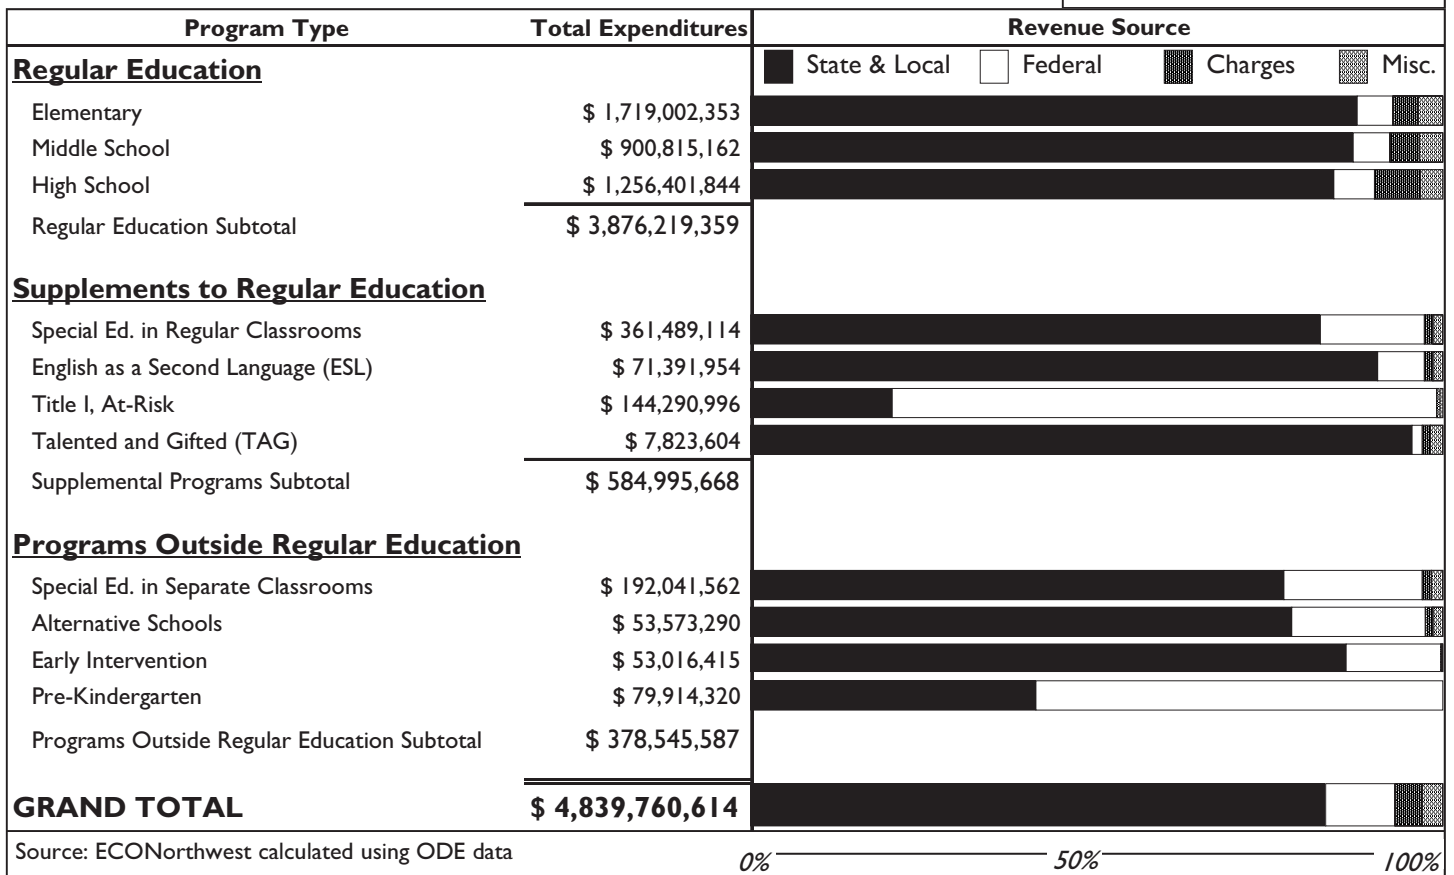 Program Type Total Expenditures Revenue Source
Regular Education State & Local Federal Charges Misc.
Elementary $ 1,719,002,353
Middle School $ 900,815,162
High School $ 1,256,401,844
Regular Education Subtotal $ 3,876,219,359
Supplements to Regular Education
Special Ed. in Regular Classrooms $ 361,489,114
English as a Second Language (ESL) $ 71,391,954
Title I, At-Risk $ 144,290,996
Talented and Gifted (TAG) $ 7,823,604
Supplemental Programs Subtotal $ 584,995,668
Programs Outside Regular Education
Special Ed. in Separate Classrooms $ 192,041,562
Alternative Schools $ 53,573,290
Early Intervention $ 53,016,415
Pre-Kindergarten $ 79,914,320
Programs Outside Regular Education Subtotal $ 378,545,587
GRAND TOTAL $ 4,839,760,614
Source: ECONorthwest calculated using ODE data 0% 50% 100%